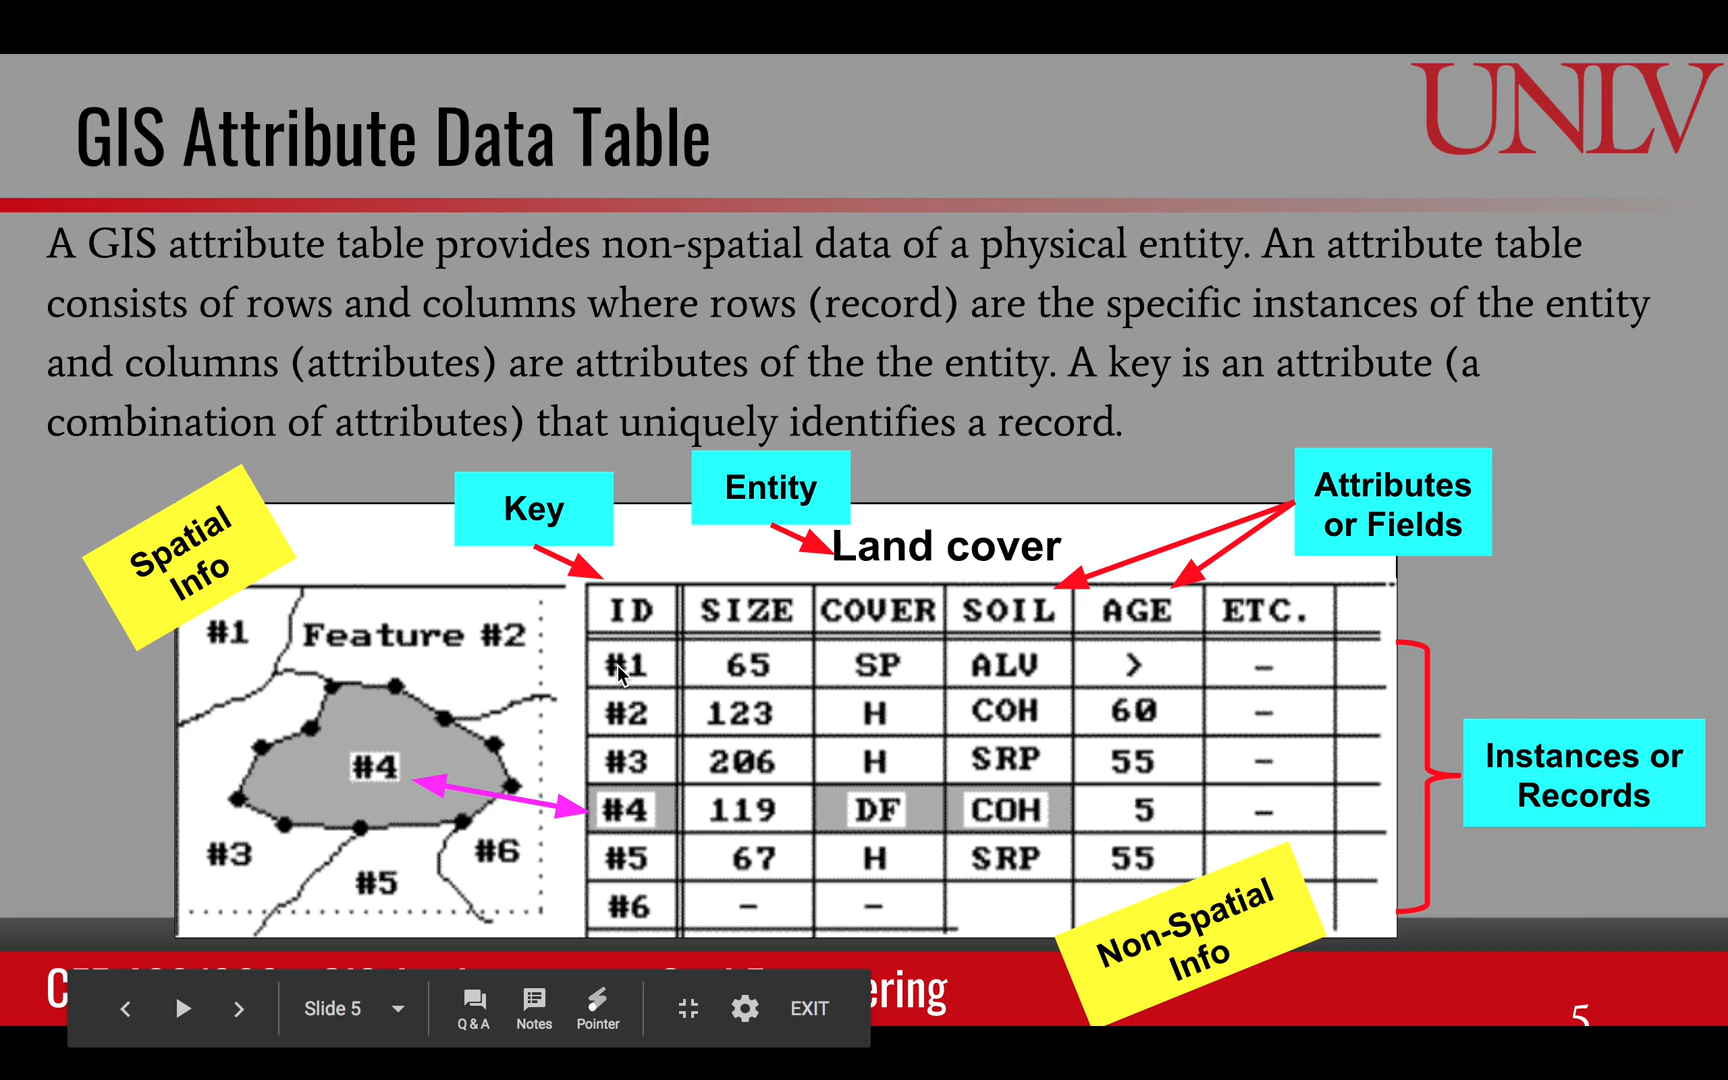 UNLV
GIS Attribute Data Table
A GIS attribute table provides non-spatial data of a physical entity. An attribute table
consists of rows and columns where rows (record) are the specific instances of the entity
and columns (attributes) are attributes of the the entity. A key is an attribute (a
combination of attributes) that uniquely identifies a record.
Spatial
Info
Key
Entity
Attributes
or Fields
Land cover
#1
Feature #2
#4
#3
#5
#6
ID SIZE COVER SOIL AGE ETC.
#1 65 SP ALV > –
#2 123 H COH 60 –
#3 206 H SRP 55 –
#4 119 DF COH 5 –
#5 67 H SRP 55
#6 – –
Instances or
Records
Non-Spatial
Info
ering
5
Slide 5
Q & A
Notes
Pointer
EXIT